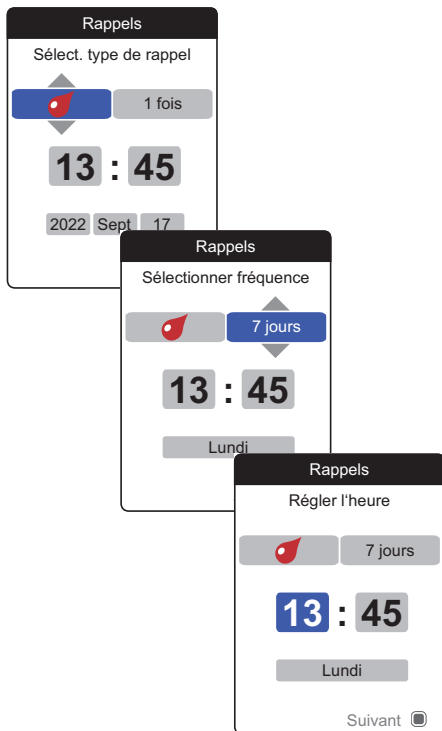 Rappels
Sélect. type de rappel
1 fois
13 : 45
2022 Sept 17
Rappels
Sélectionner fréquence
7 jours
13 : 45
Lundi
Rappels
Régler l‘heure
7 jours
13 : 45
Lundi
Suivant